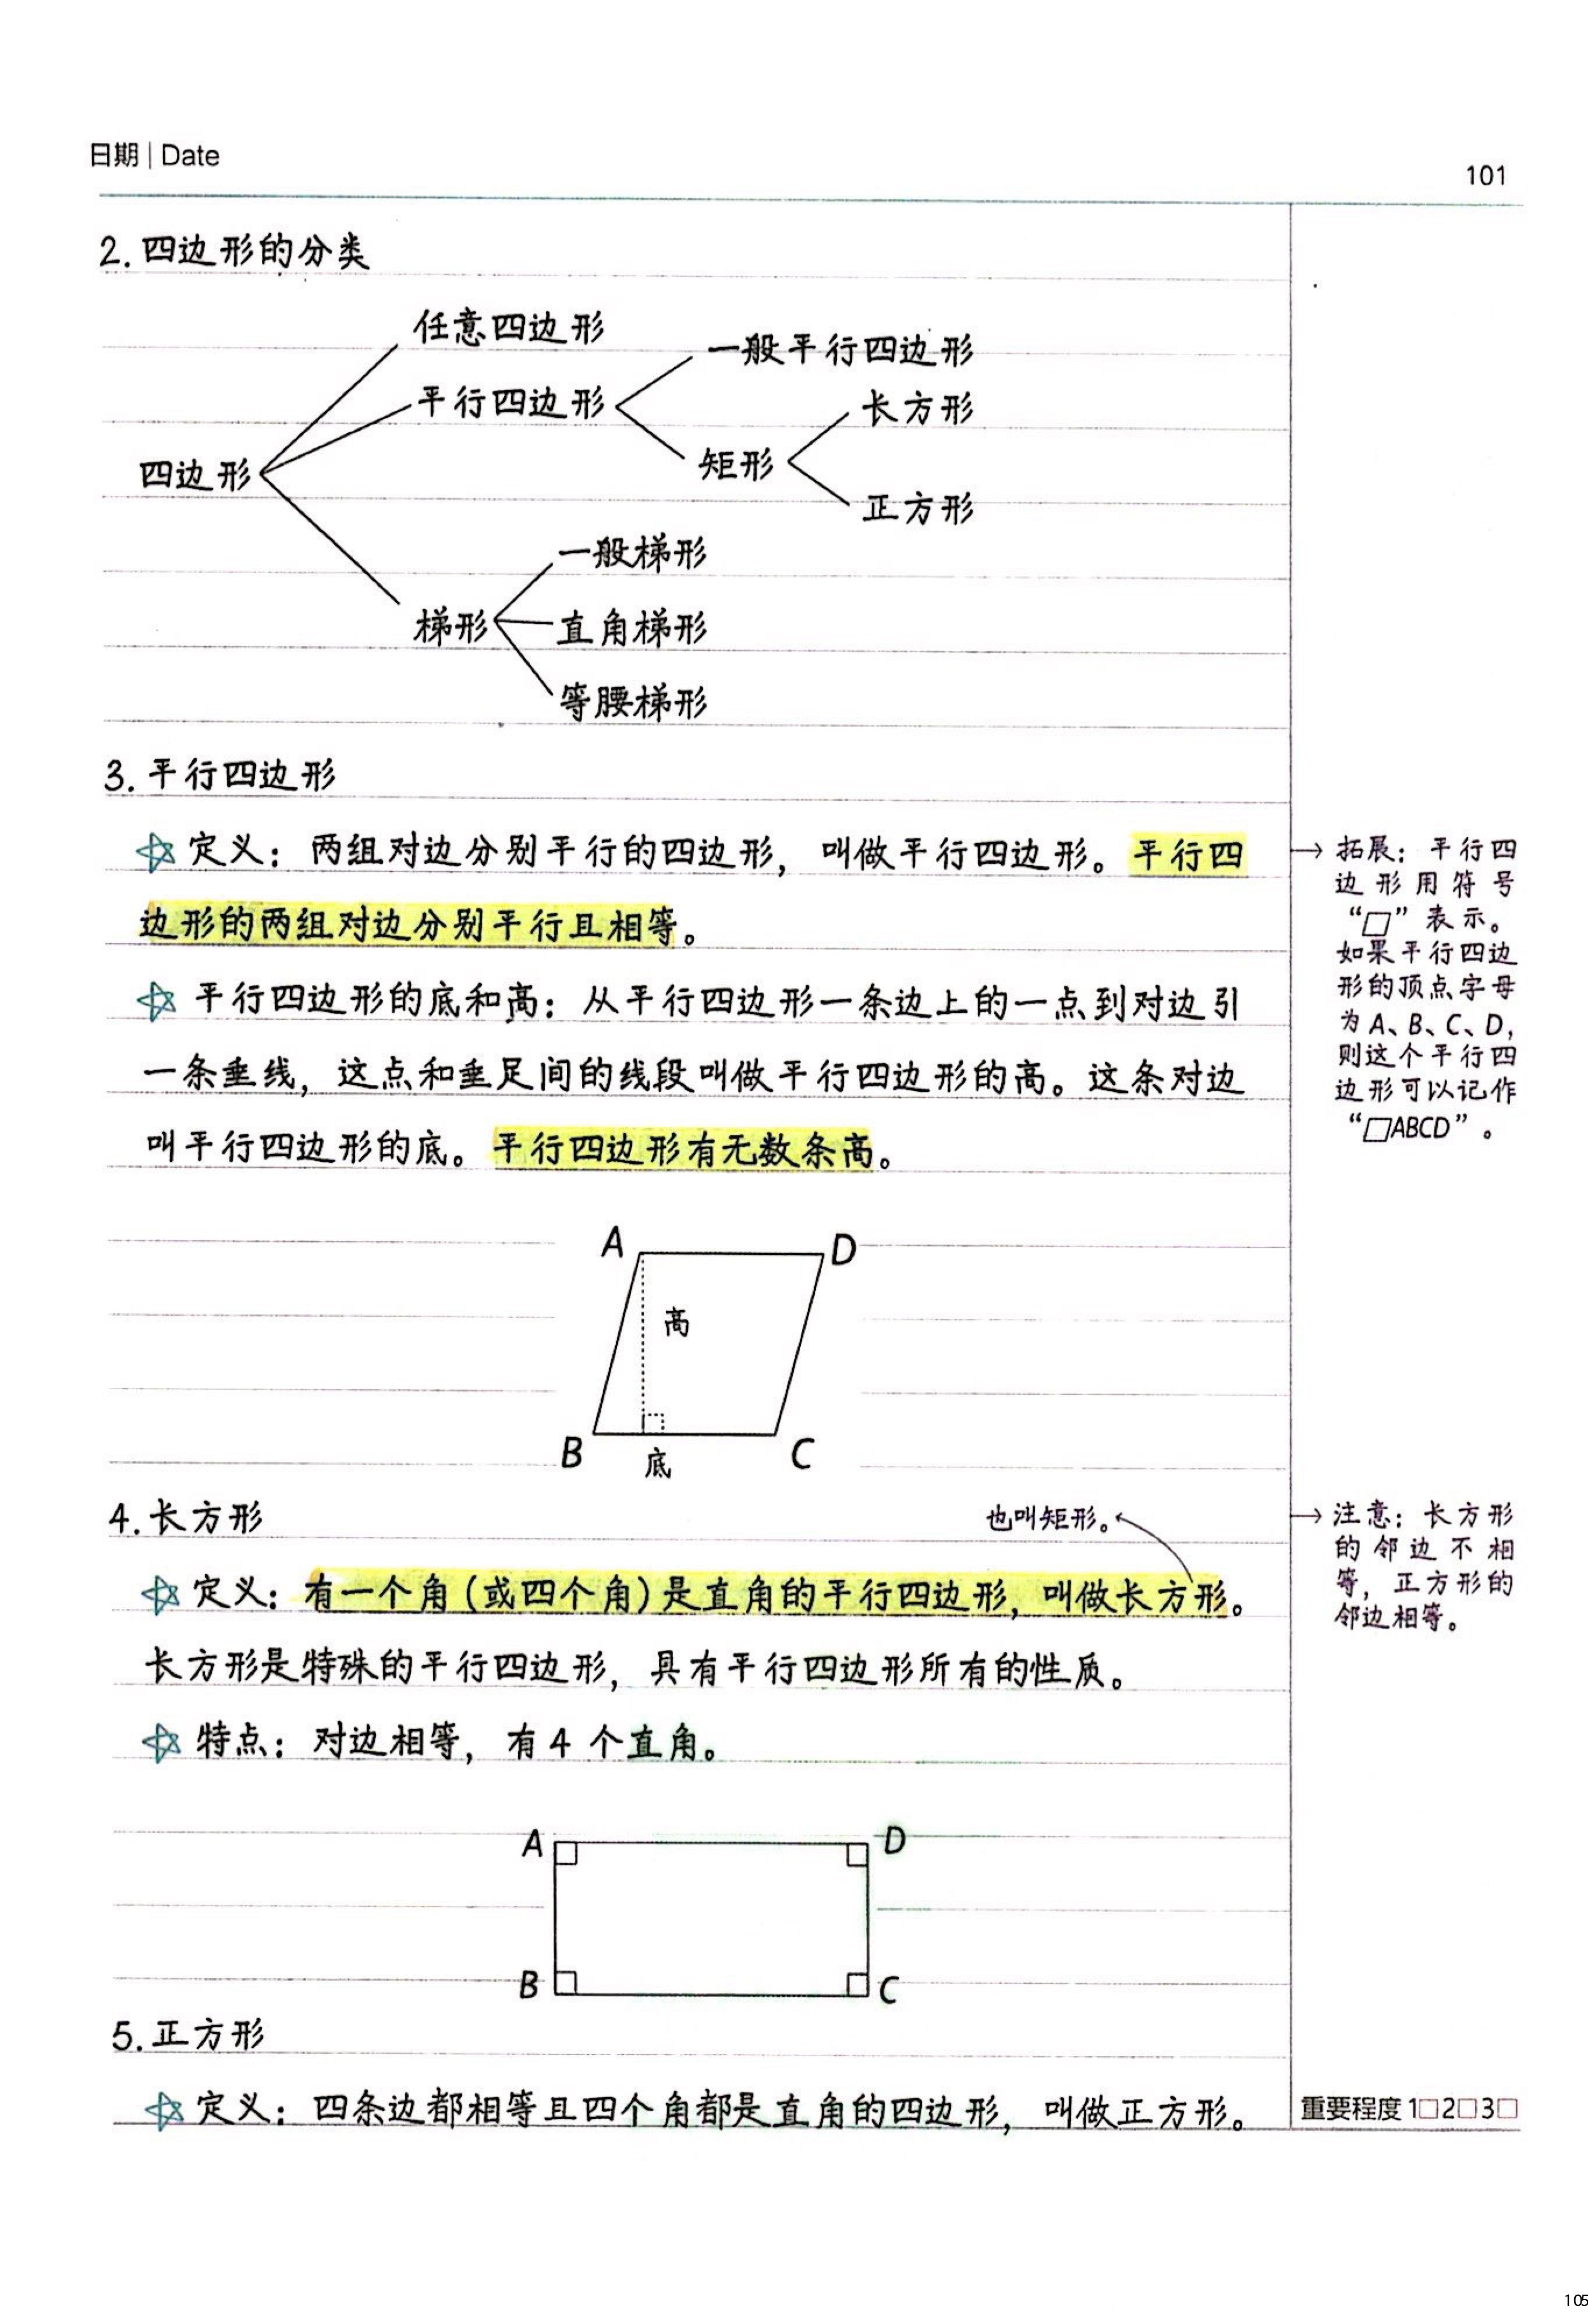 日期 | Date
101
2. 四边形的分类
任意四边形
一般平行四边形
平行四边形
长方形
四边形
矩形
正方形
一般梯形
梯形
直角梯形
等腰梯形
3. 平行四边形
☆ 定义：两组对边分别平行的四边形，叫做平行四边形。平行四
边形的两组对边分别平行且相等。
☆ 平行四边形的底和高：从平行四边形一条边上的一点到对边引
一条垂线，这点和垂足间的线段叫做平行四边形的高。这条对边
叫平行四边形的底。平行四边形有无数条高。
→ 拓展：平行四
边形用符号
“▱”表示。
如果平行四边
形的顶点字母
为A、B、C、D，
则这个平行四
边形可以记作
“▱ABCD”。
A
D
高
B
底
C
4. 长方形
也叫矩形。
☆ 定义：有一个角（或四个角）是直角的平行四边形，叫做长方形。
长方形是特殊的平行四边形，具有平行四边形所有的性质。
☆ 特点：对边相等，有4个直角。
→ 注意：长方形
的邻边不相
等，正方形的
邻边相等。
A
D
B
C
5. 正方形
☆ 定义：四条边都相等且四个角都是直角的四边形，叫做正方形。
重要程度 1□2□3□
105